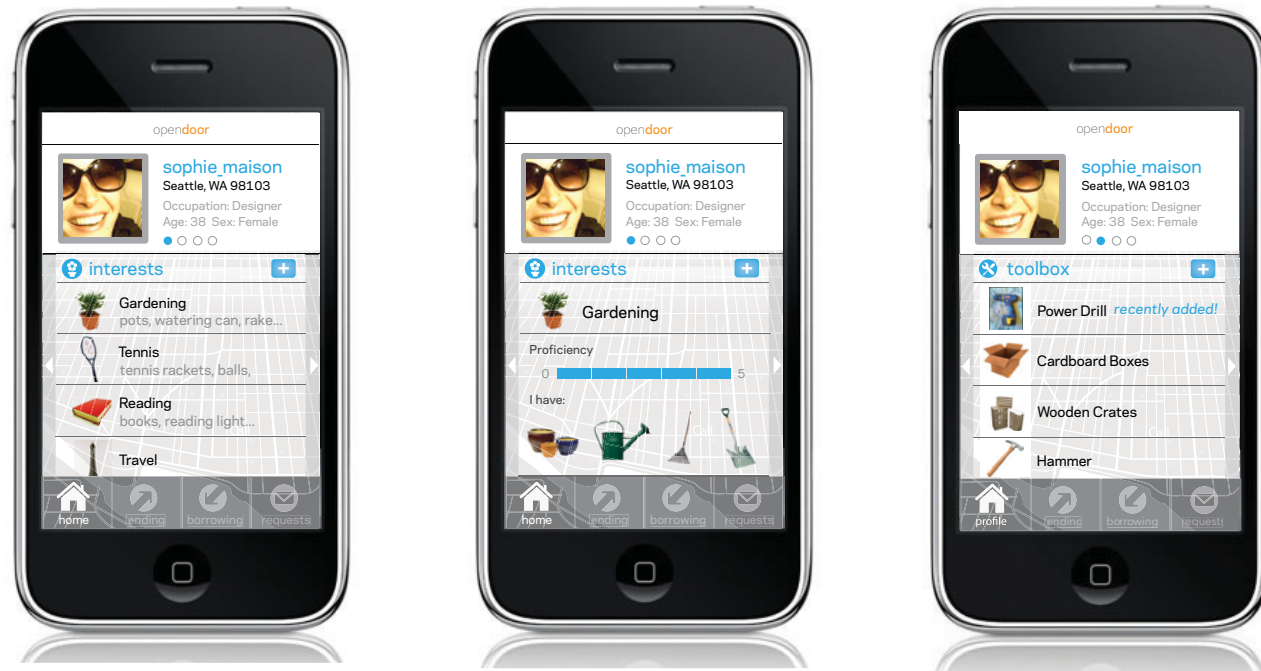 opendoor
sophie_maison
Seattle, WA 98103
Occupation: Designer
Age: 38 Sex: Female
interests
Gardening
pots, watering can, rake...
Tennis
tennis rackets, balls,
Reading
books, reading light...
Call
Travel
home
lending
borrowing
requests
opendoor
sophie_maison
Seattle, WA 98103
Occupation: Designer
Age: 38 Sex: Female
interests
Gardening
Proficiency
0 5
I have:
Call
home
lending
borrowing
requests
opendoor
sophie_maison
Seattle, WA 98103
Occupation: Designer
Age: 38 Sex: Female
toolbox
Power Drill recently added!
Cardboard Boxes
Wooden Crates
Call
Hammer
profile
lending
borrowing
requests